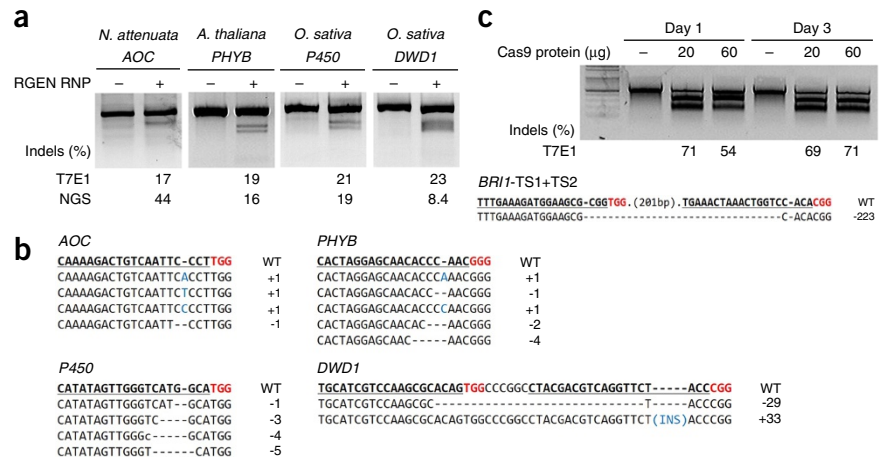 a
N. attenuata A. thaliana O. sativa O. sativa
AOC PHYB P450 DWD1
RGEN RNP – + – + – + – +
Indels (%)
T7E1 17 19 21 23
NGS 44 16 19 8.4
b
AOC
CAAAAGACTGTCAATTC-CCTTGG WT
CAAAAGACTGTCAATTCACCTTGG +1
CAAAAGACTGTCAATTCTCCTTGG +1
CAAAAGACTGTCAATTCCCCTTGG +1
CAAAAGACTGTCAATT--CCTTGG -1
PHYB
CACTAGGAGCAACACCC-AACGGG WT
CACTAGGAGCAACACCCAAACGGG +1
CACTAGGAGCAACACC--AACGGG -1
CACTAGGAGCAACACCCCAACGGG +1
CACTAGGAGCAACAC---AACGGG -2
CACTAGGAGCAAC-----AACGGG -4
P450
CATATAGTTGGGTCATG-GCATGG WT
CATATAGTTGGGTCAT--GCATGG -1
CATATAGTTGGGTC----GCATGG -3
CATATAGTTGGGc-----GCATGG -4
CATATAGTTGG------GCATGG -5
DWD1
TGCATCGTCCAAGCGCACAGTGGCCCGGCCTACGACGTCAGGTTCT-----ACCCGG WT
TGCATCGTCCAAGCGC------------------------------T-----ACCCGG -29
TGCATCGTCCAAGCGCACAGTGGCCCGGCCTACGACGTCAGGTTCT(INS)ACCCGG +33
c
Day 1 Day 3
Cas9 protein (μg) – 20 60 – 20 60
Indels (%)
T7E1 71 54 69 71
BRI1-TS1+TS2
TTTGAAAGATGGAAGCG-CGGTGG.(201bp).TGAAACTAAACTGGTCC-ACACGG WT
TTTGAAAGATGGAAGCG-------------------------------C-ACACGG -223